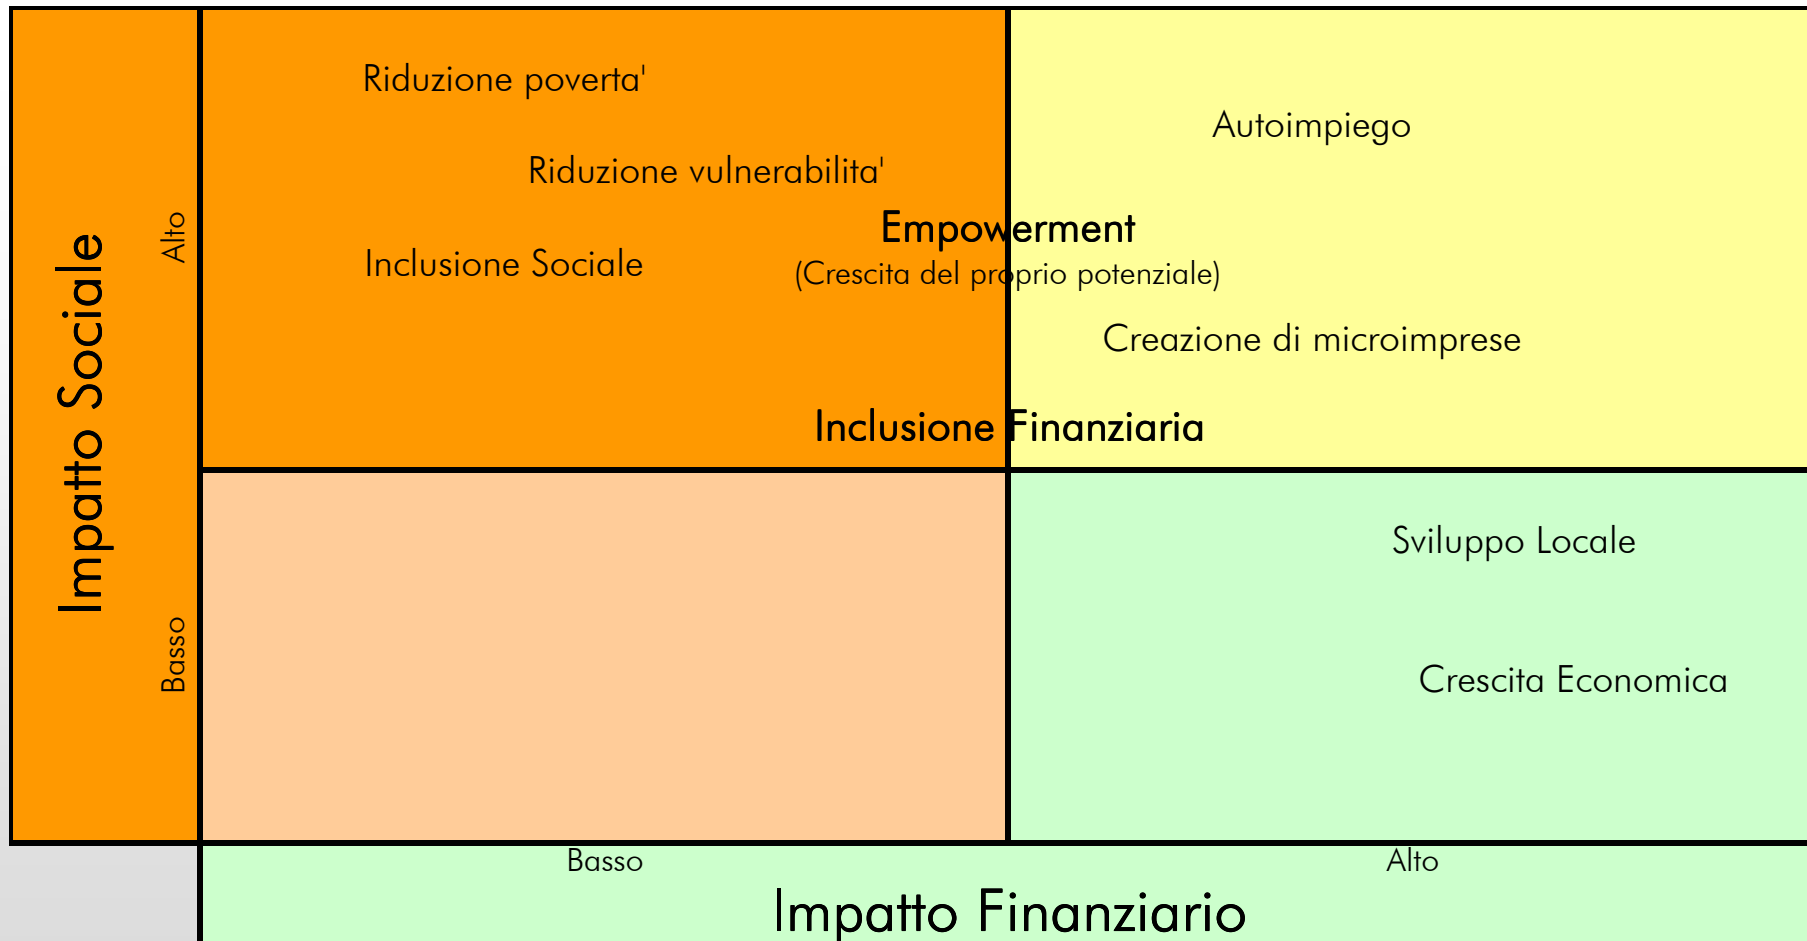 Impatto Sociale
Alto
Basso
Riduzione poverta'
Riduzione vulnerabilita'
Inclusione Sociale
Autoimpiego
Empowerment
(Crescita del proprio potenziale)
Creazione di microimprese
Inclusione Finanziaria
Sviluppo Locale
Crescita Economica
Basso
Alto
Impatto Finanziario